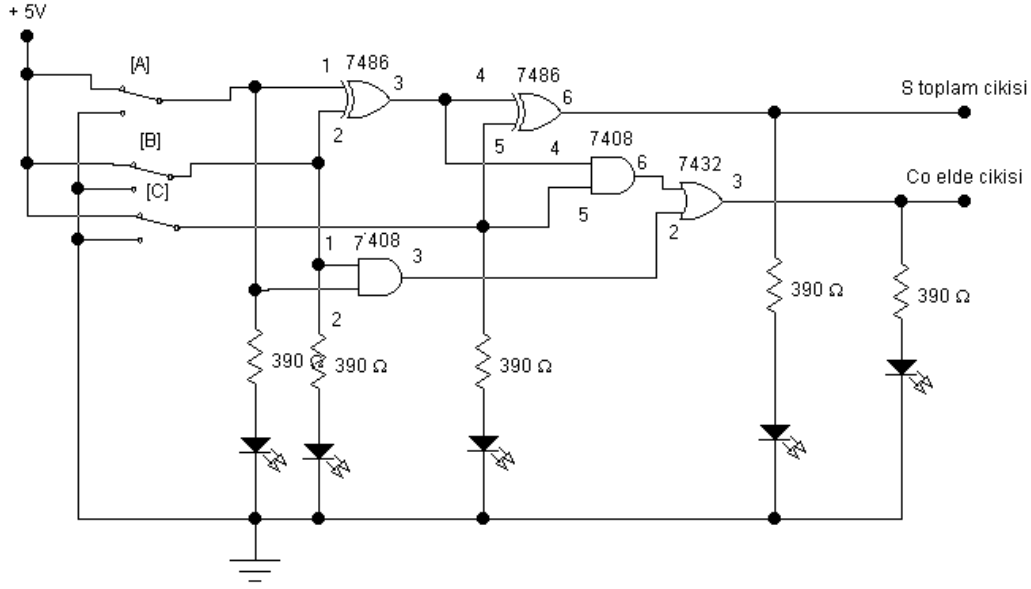 + 5V
[A]
1
7486
3
2
4
7486
6
5
S toplam cikisi
[B]
[C]
4
7408
6
5
7432
3
2
Co elde cikisi
1
7408
3
2
390 Ω
390 Ω
390 Ω
390 Ω
390 Ω